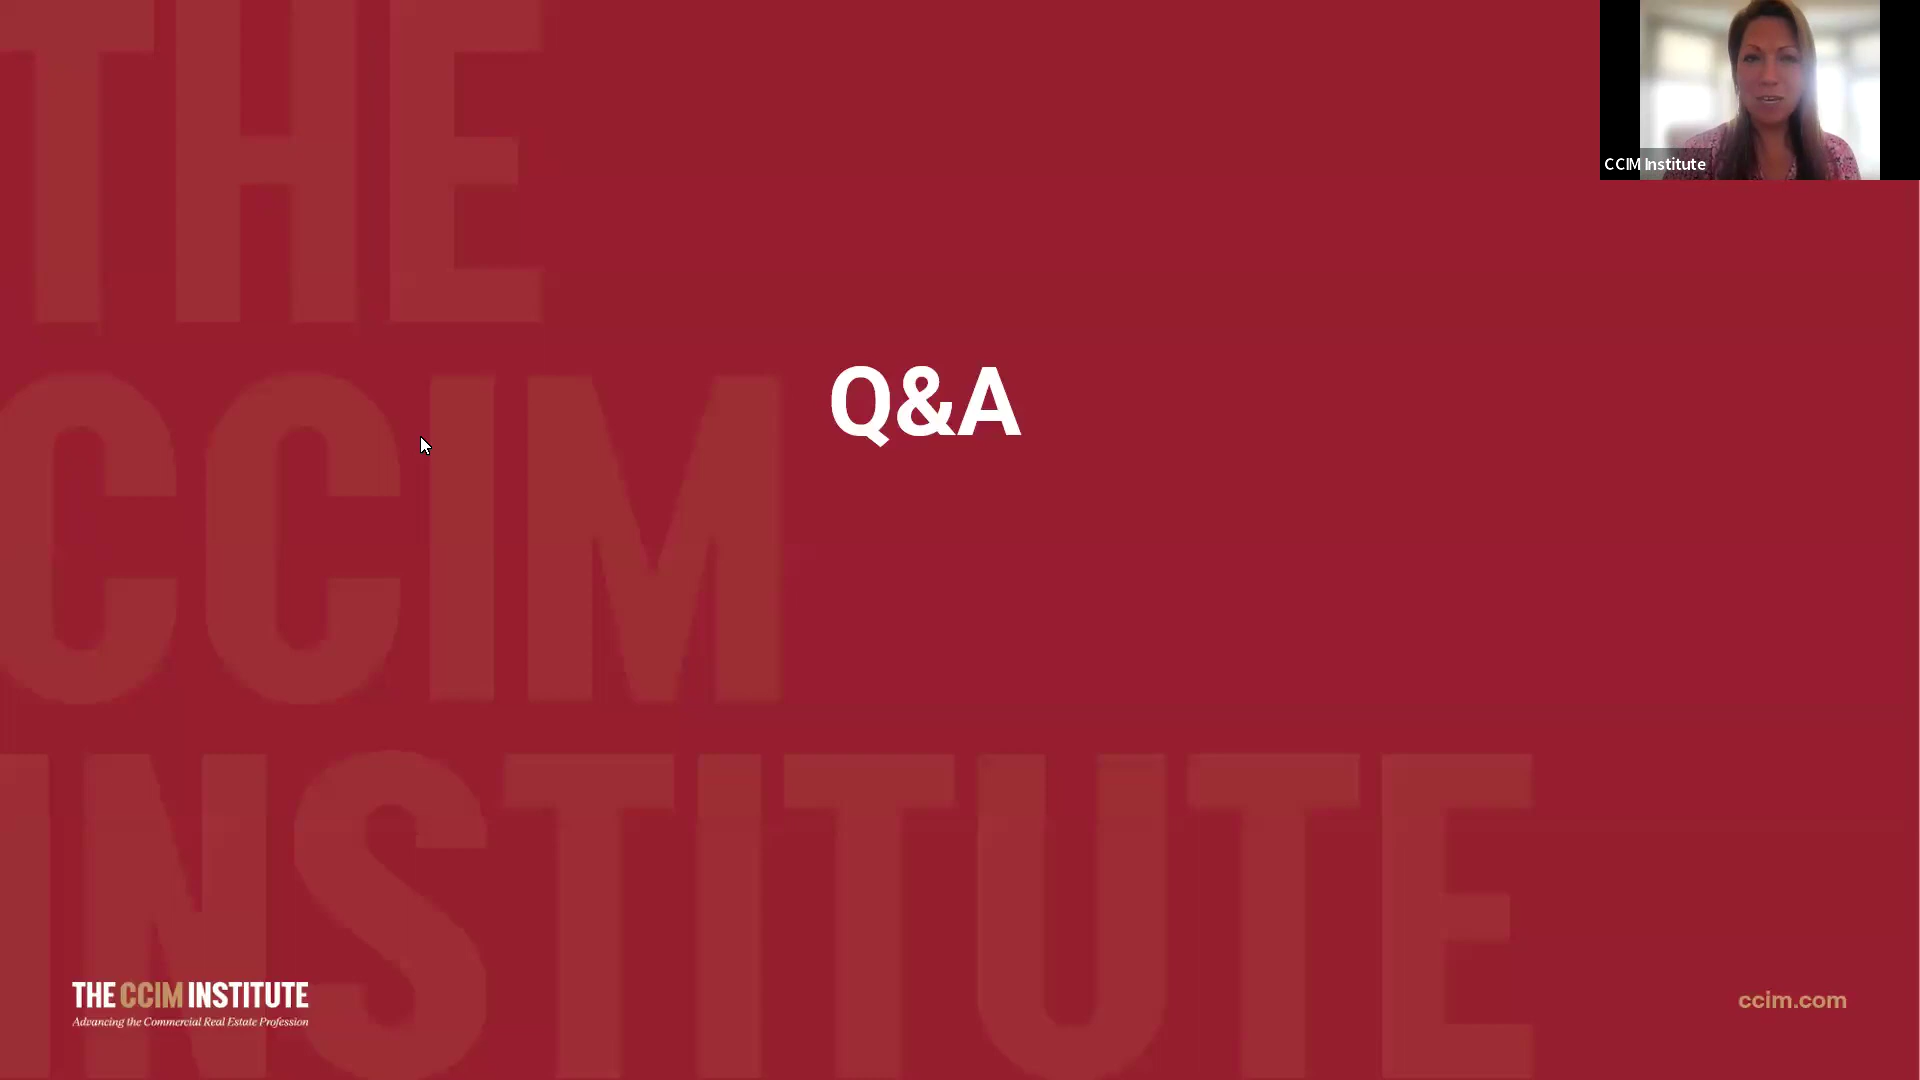 THE
CCIM
INSTITUTE
CCIM Institute
Q&A
THE CCIM INSTITUTE
Advancing the Commercial Real Estate Profession
ccim.com